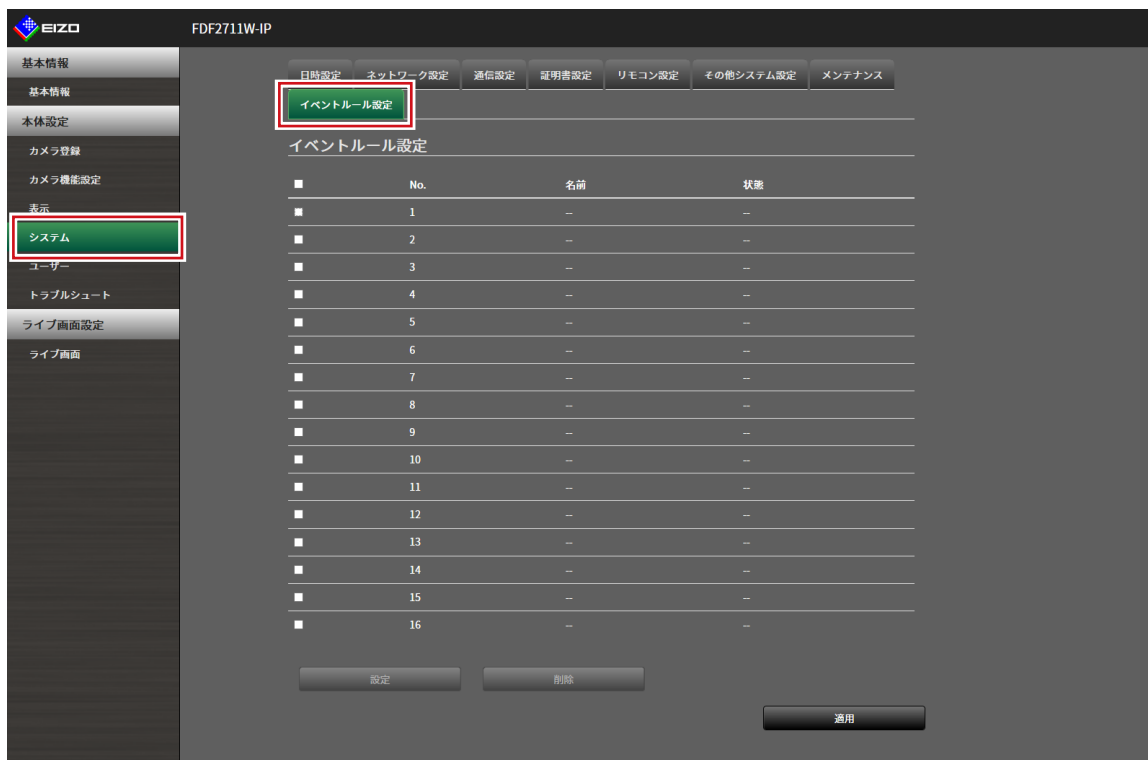 EIZO FDF2711W-IP
基本情報
基本情報
本体設定
カメラ登録
カメラ機能設定
表示
システム
ユーザー
トラブルシュート
ライブ画面設定
ライブ画面
日時設定 ネットワーク設定 通信設定 証明書設定 リモコン設定 その他システム設定 メンテナンス
イベントルール設定
イベントルール設定
No. 名前 状態
1 -- --
2 -- --
3 -- --
4 -- --
5 -- --
6 -- --
7 -- --
8 -- --
9 -- --
10 -- --
11 -- --
12 -- --
13 -- --
14 -- --
15 -- --
16 -- --
設定 削除
適用